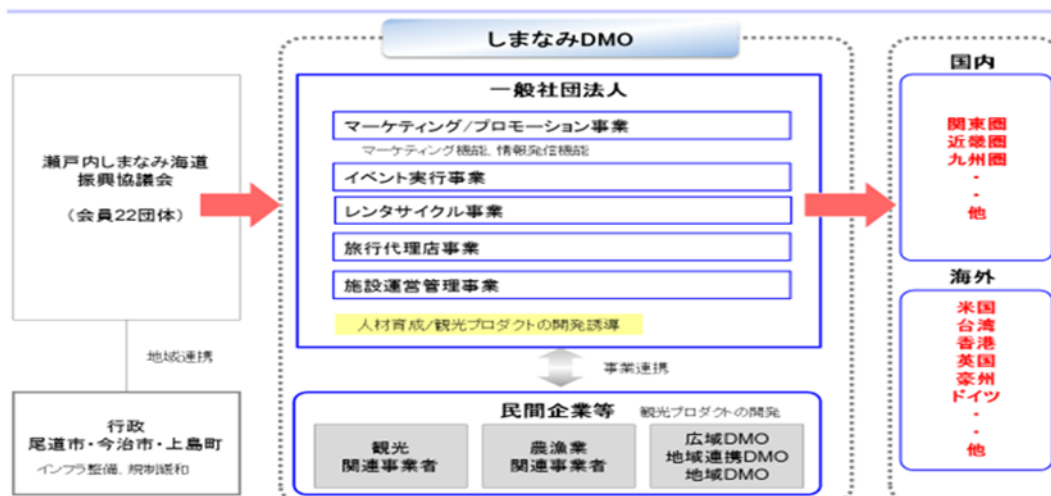 しまなみDMO
瀬戸内しまなみ海道
振興協議会
（会員22団体）
地域連携
行政
尾道市・今治市・上島町
インフラ整備、規制緩和
一般社団法人
マーケティング/プロモーション事業
マーケティング機能、情報発信機能
イベント実行事業
レンタサイクル事業
旅行代理店事業
施設運営管理事業
人材育成/観光プロダクトの開発誘導
事業連携
民間企業等
観光プロダクトの開発
観光
関連事業者
農漁業
関連事業者
広域DMO
地域連携DMO
地域DMO
国内
関東圏
近畿圏
九州圏
・
・
他
海外
米国
台湾
香港
英国
豪州
ドイツ
・
・
他